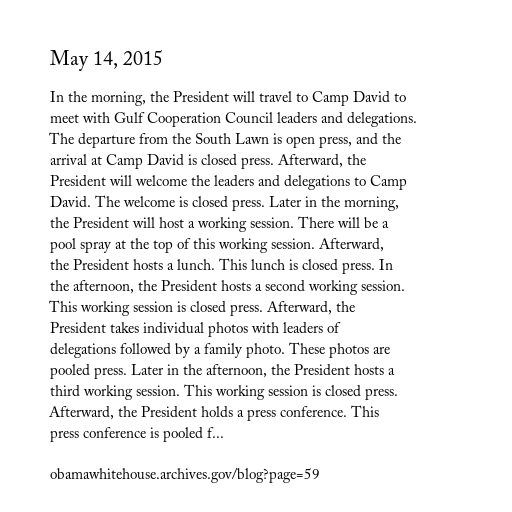 May 14, 2015
In the morning, the President will travel to Camp David to
meet with Gulf Cooperation Council leaders and delegations.
The departure from the South Lawn is open press, and the
arrival at Camp David is closed press. Afterward, the
President will welcome the leaders and delegations to Camp
David. The welcome is closed press. Later in the morning,
the President will host a working session. There will be a
pool spray at the top of this working session. Afterward,
the President hosts a lunch. This lunch is closed press. In
the afternoon, the President hosts a second working session.
This working session is closed press. Afterward, the
President takes individual photos with leaders of
delegations followed by a family photo. These photos are
pooled press. Later in the afternoon, the President hosts a
third working session. This working session is closed press.
Afterward, the President holds a press conference. This
press conference is pooled f...
obamawhitehouse.archives.gov/blog?page=59